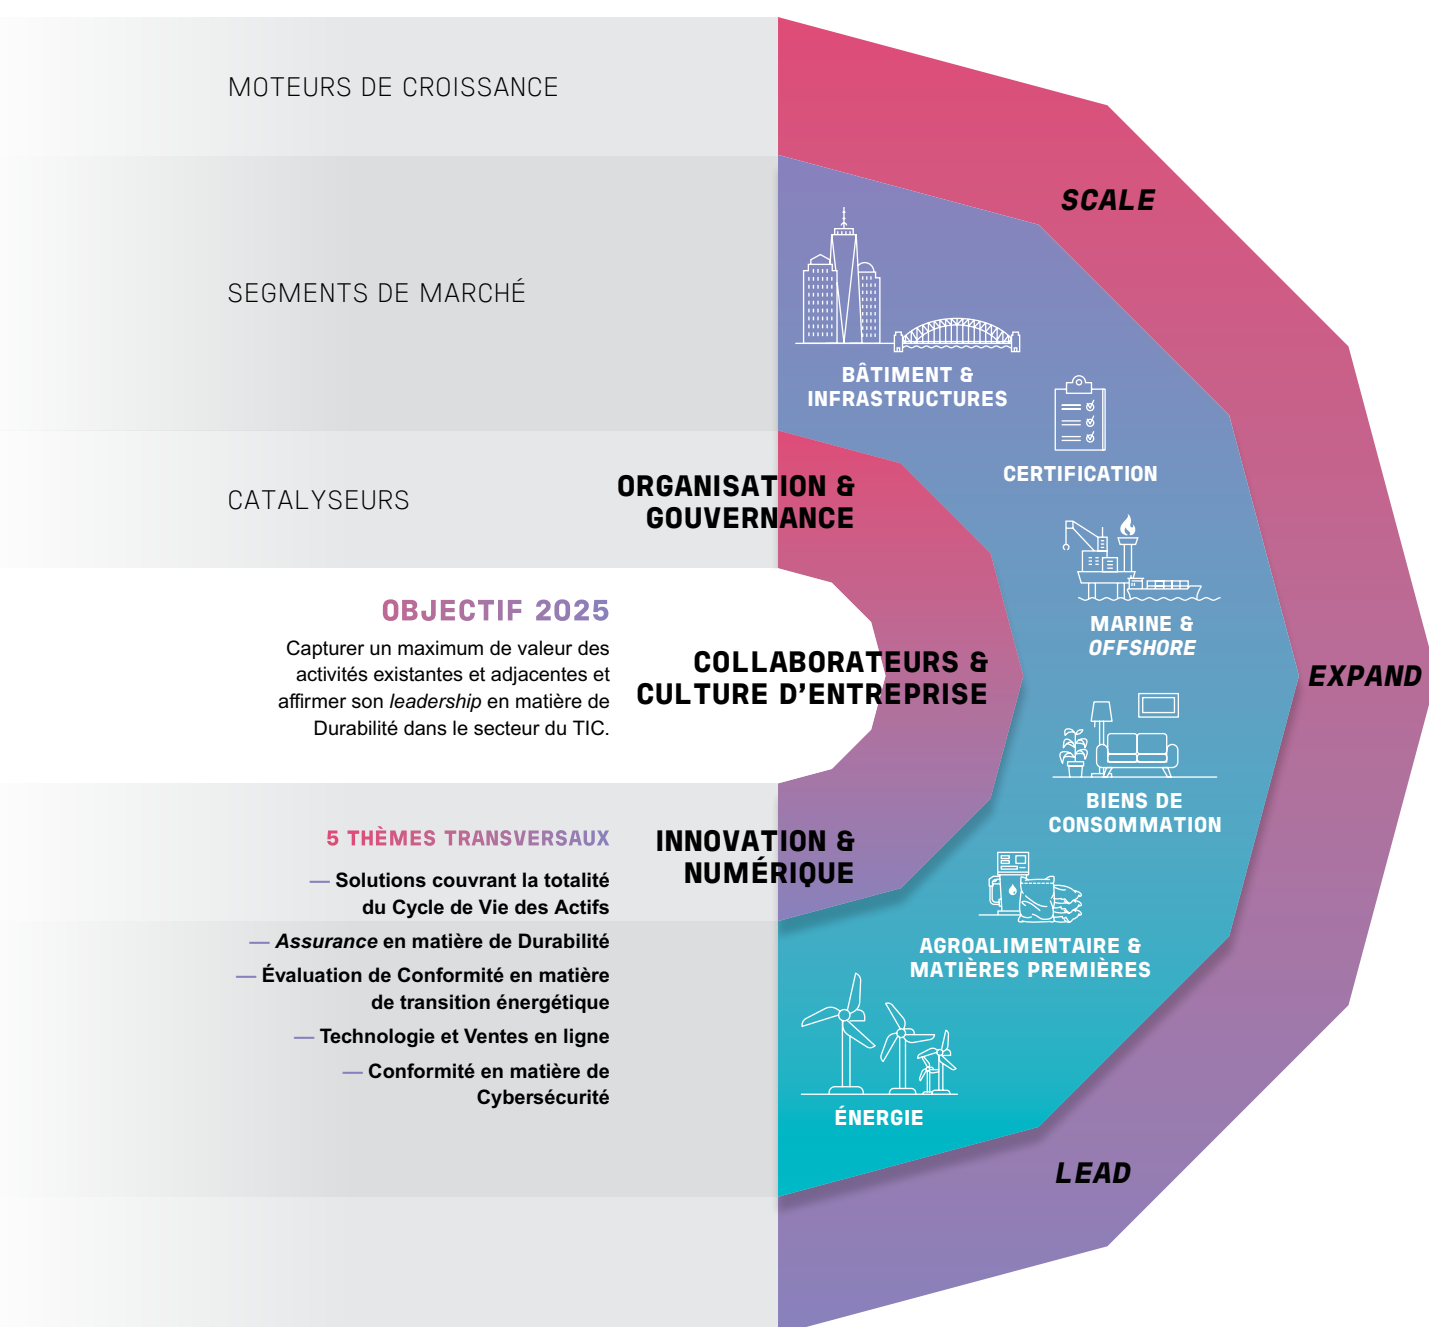 MOTEURS DE CROISSANCE
SCALE
SEGMENTS DE MARCHÉ
BÂTIMENT &
INFRASTRUCTURES
CERTIFICATION
MARINE &
OFFSHORE
BIENS DE
CONSOMMATION
AGROALIMENTAIRE &
MATIÈRES PREMIÈRES
ÉNERGIE
EXPAND
LEAD
CATALYSEURS
ORGANISATION &
GOUVERNANCE
COLLABORATEURS &
CULTURE D’ENTREPRISE
INNOVATION &
NUMÉRIQUE
OBJECTIF 2025
Capturer un maximum de valeur des
activités existantes et adjacentes et
affirmer son leadership en matière de
Durabilité dans le secteur du TIC.
5 THÈMES TRANSVERSAUX
— Solutions couvrant la totalité
du Cycle de Vie des Actifs
— Assurance en matière de Durabilité
— Évaluation de Conformité en matière
de transition énergétique
— Technologie et Ventes en ligne
— Conformité en matière de
Cybersécurité